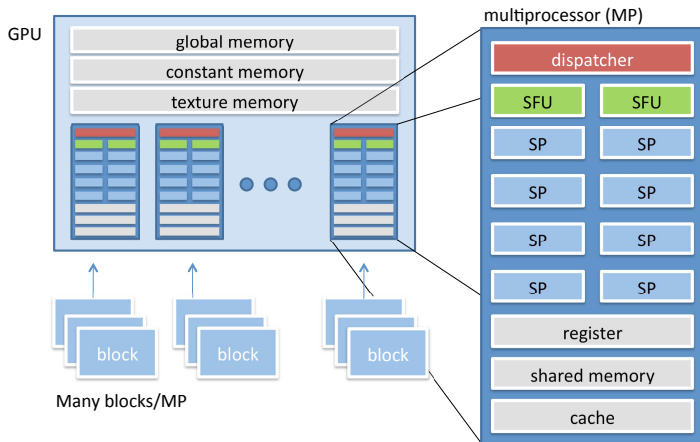 GPU
global memory
constant memory
texture memory
block
block
block
Many blocks/MP
multiprocessor (MP)
dispatcher
SFU SFU
SP SP
SP SP
SP SP
SP SP
register
shared memory
cache